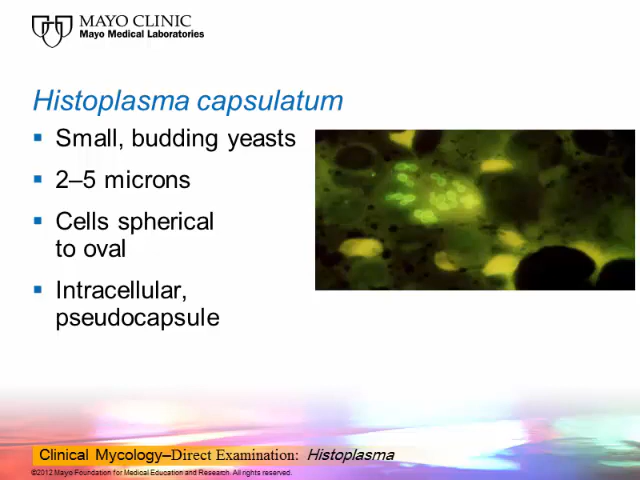 MAYO CLINIC
Mayo Medical Laboratories
Histoplasma capsulatum
Small, budding yeasts
2–5 microns
Cells spherical
to oval
Intracellular,
pseudocapsule
Clinical Mycology–Direct Examination: Histoplasma
©2012 Mayo Foundation for Medical Education and Research. All rights reserved.